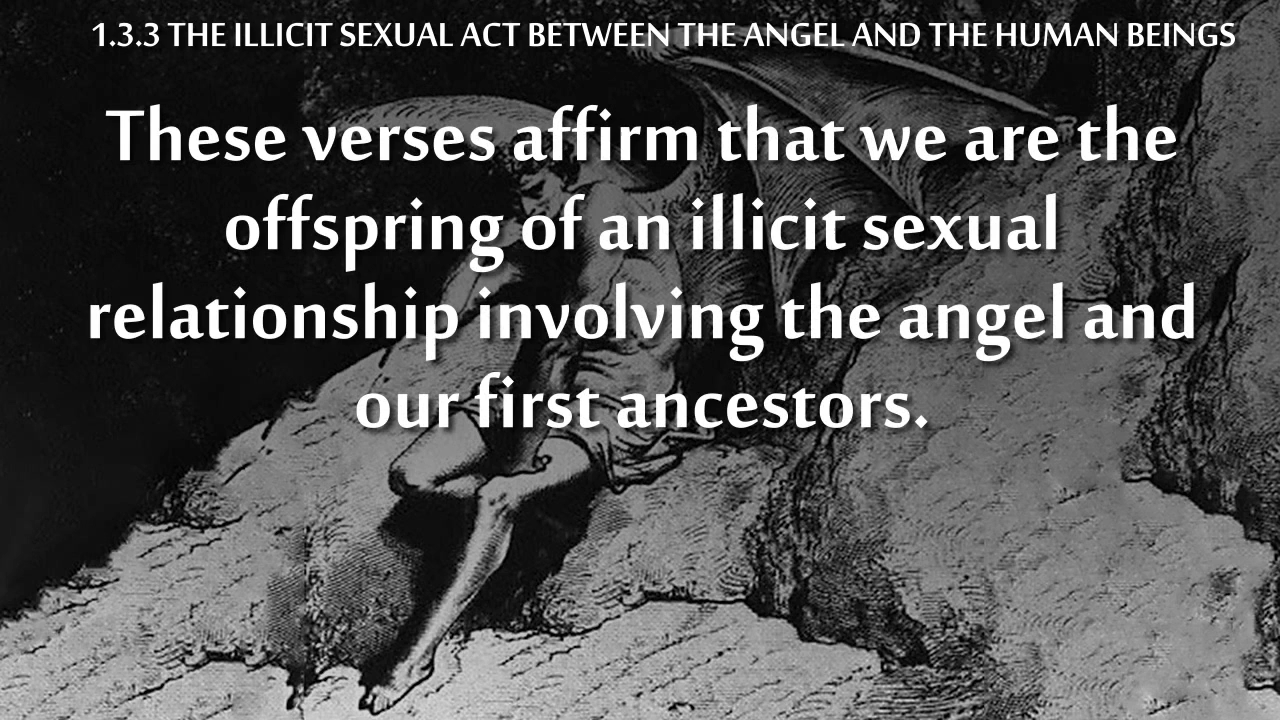 1.3.3 THE ILLICIT SEXUAL ACT BETWEEN THE ANGEL AND THE HUMAN BEINGS
These verses affirm that we are the
offspring of an illicit sexual
relationship involving the angel and
our first ancestors.